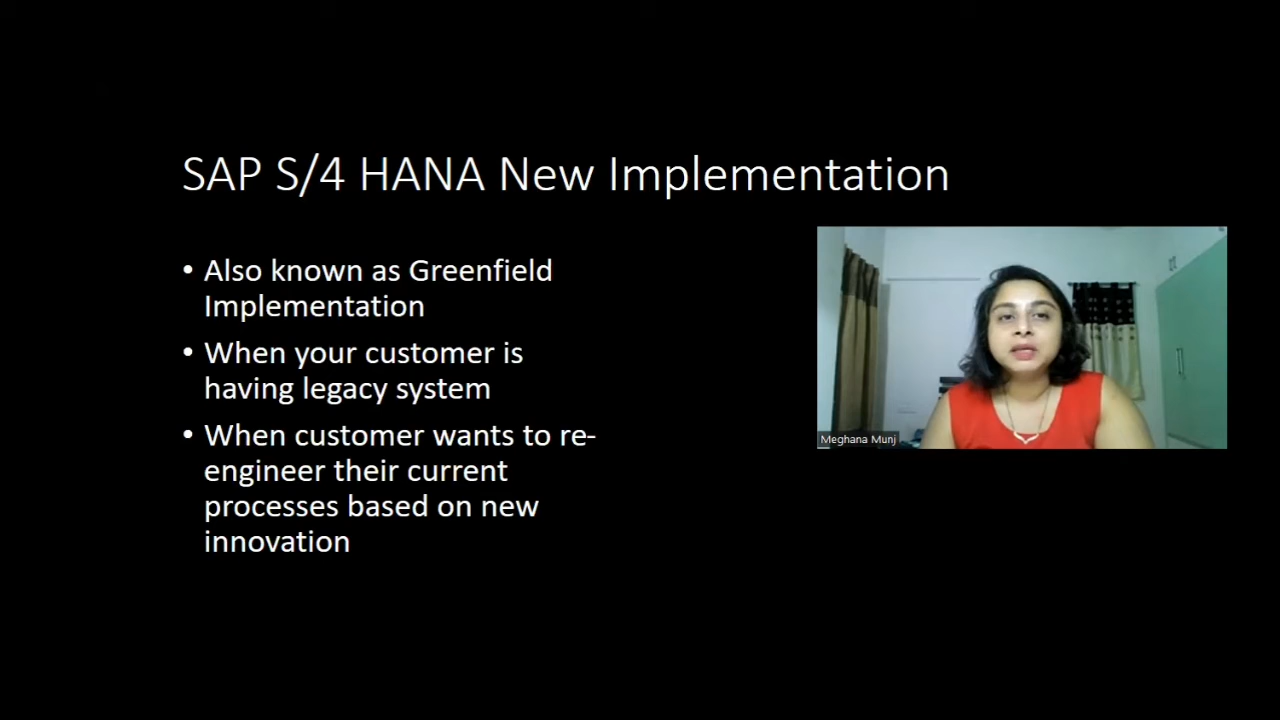 SAP S/4 HANA New Implementation
• Also known as Greenfield
Implementation
• When your customer is
having legacy system
• When customer wants to re-
engineer their current
processes based on new
innovation
Meghana Munj